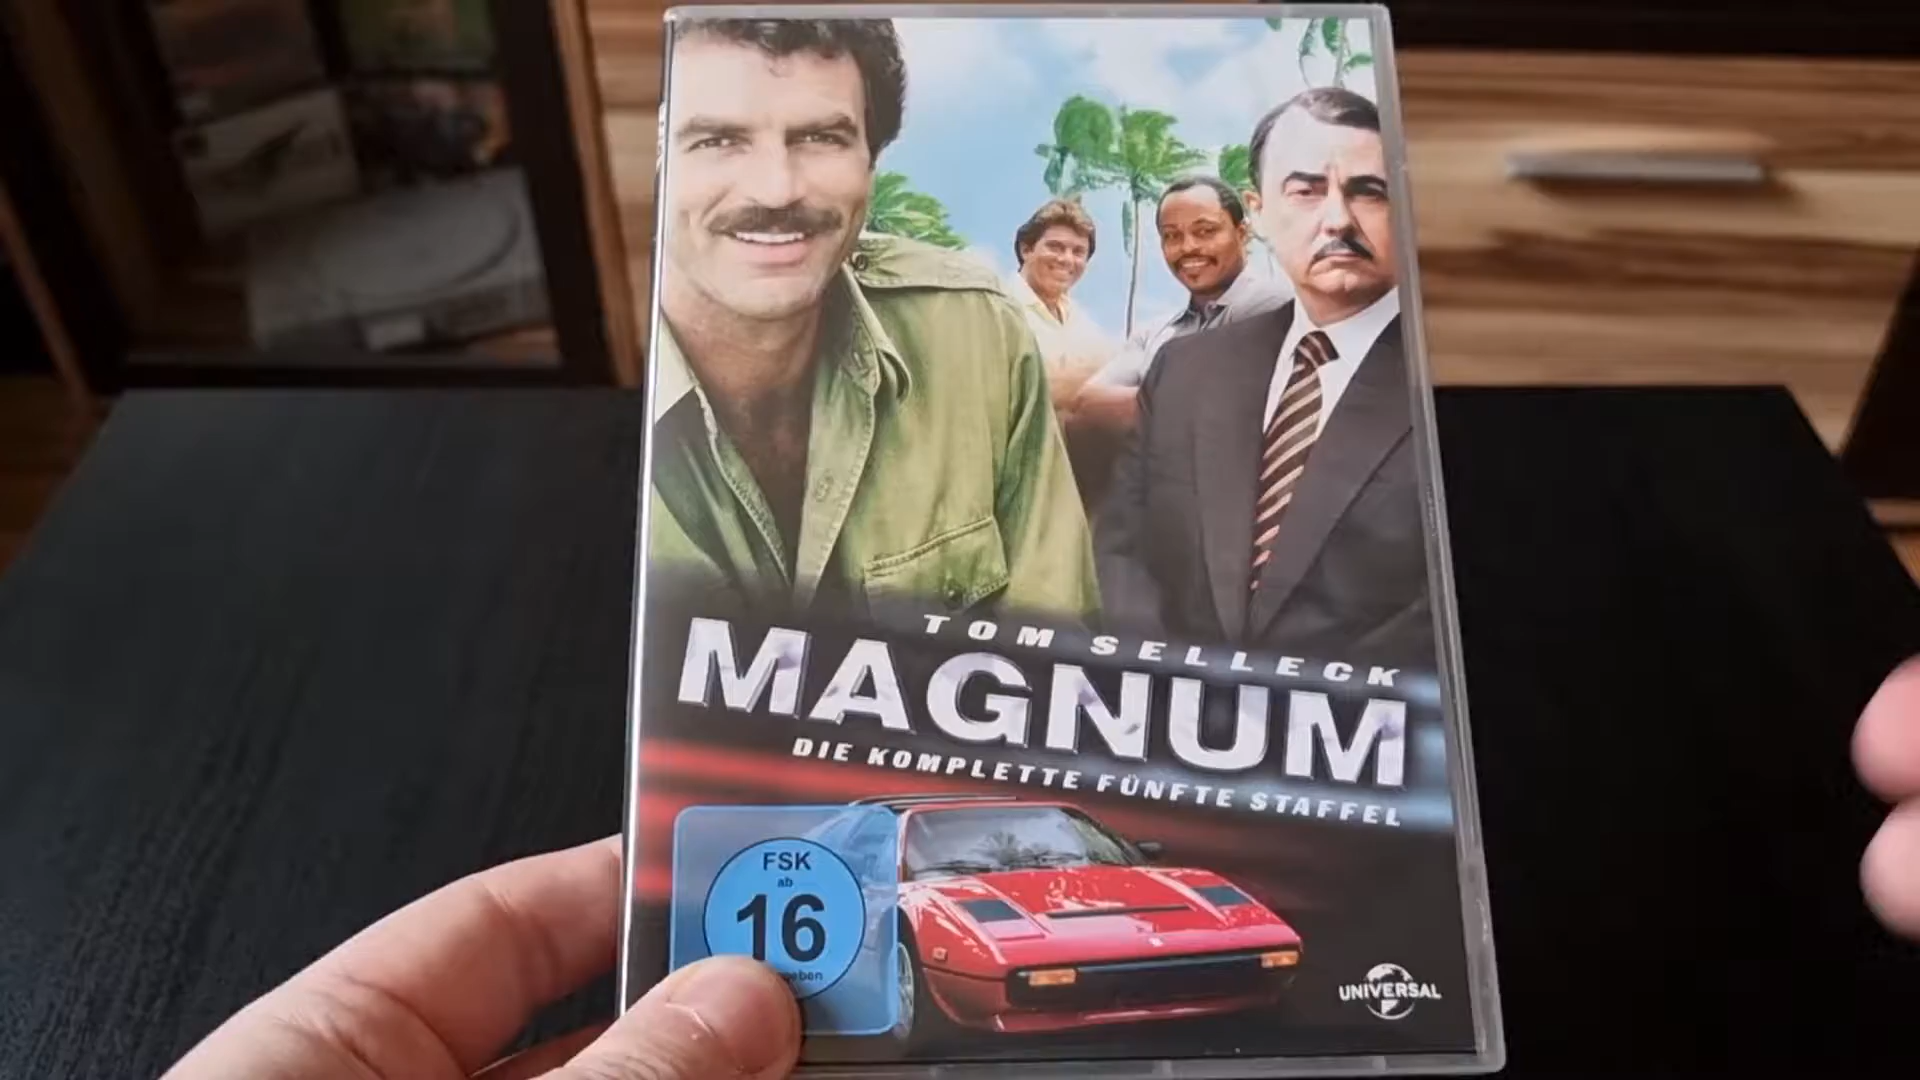 TOM SELLECK
MAGNUM
DIE KOMPLETTE FÜNFTE STAFFEL
FSK
ab
16
UNIVERSAL